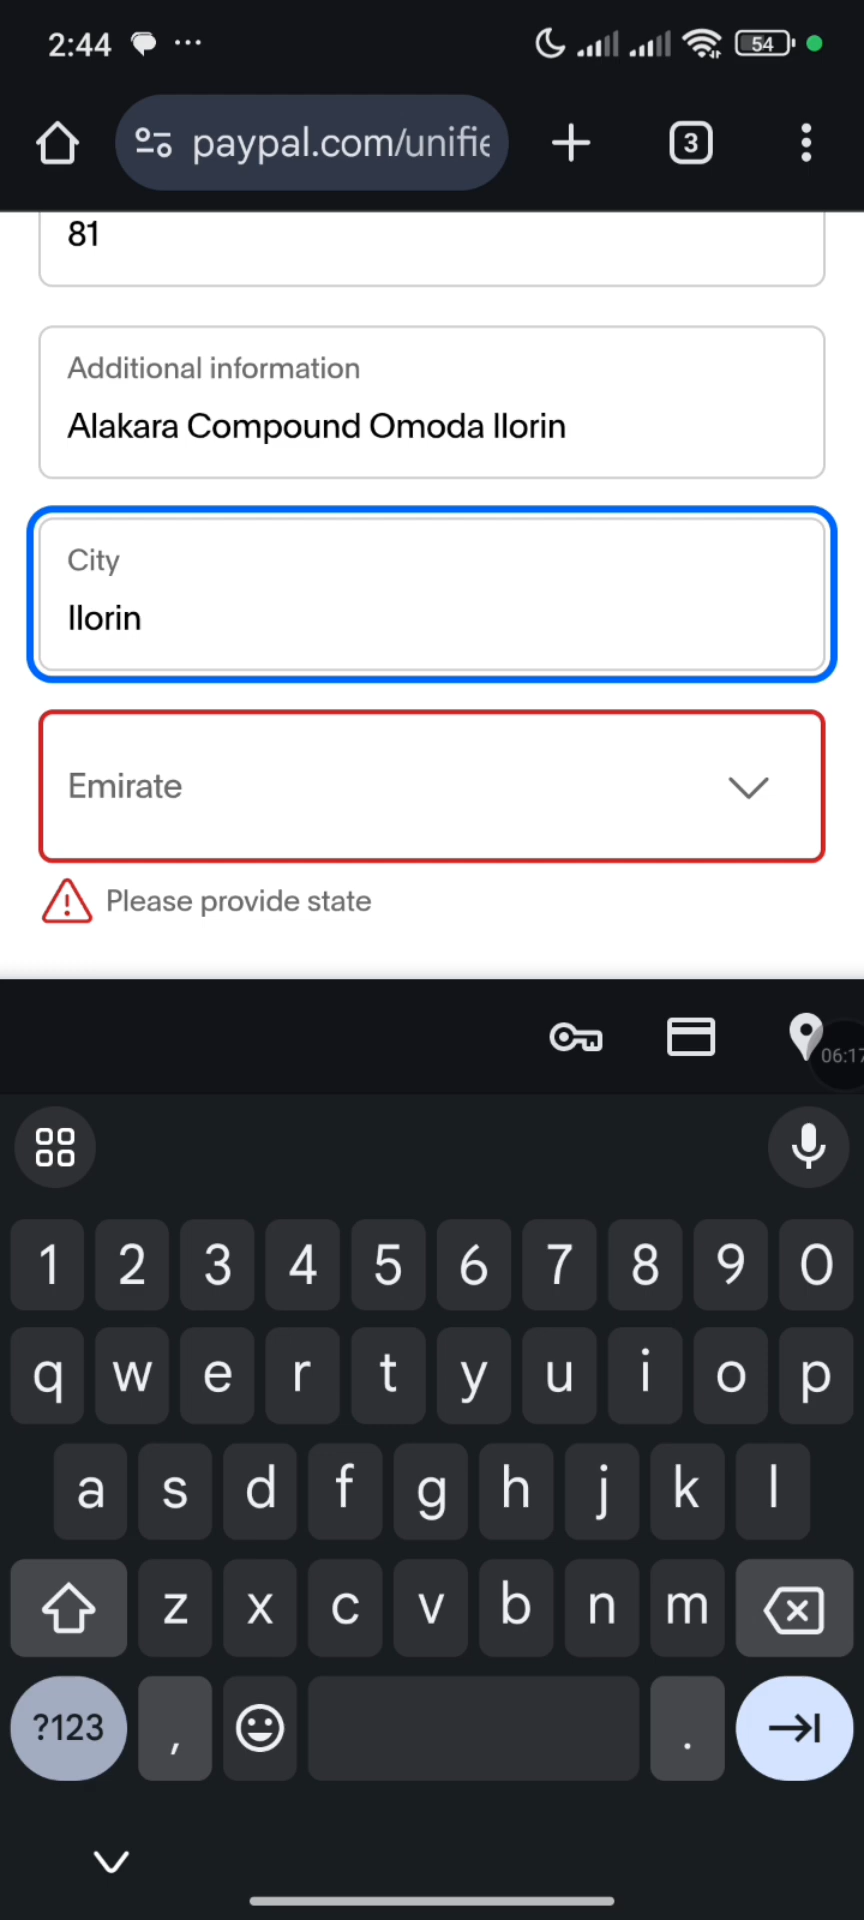 2:44
54
paypal.com/unifie
3
81
Additional information
Alakara Compound Omoda Ilorin
City
Ilorin
Emirate
Please provide state
06:17
1 2 3 4 5 6 7 8 9 0
q w e r t y u i o p
a s d f g h j k l
z x c v b n m
?123 , .